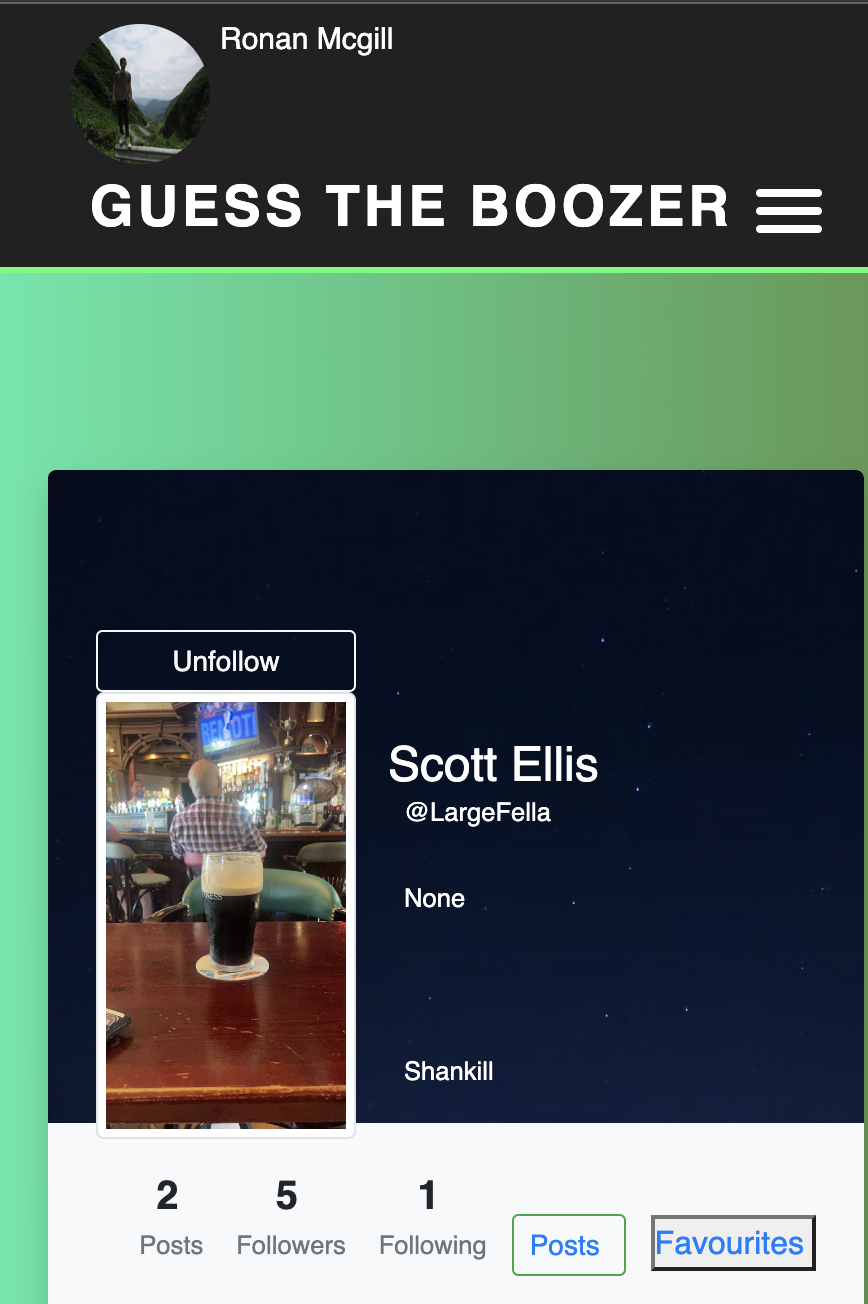 Ronan Mcgill
GUESS THE BOOZER
Unfollow
Scott Ellis
@LargeFella
None
Shankill
2
Posts
5
Followers
1
Following
Posts
Favourites